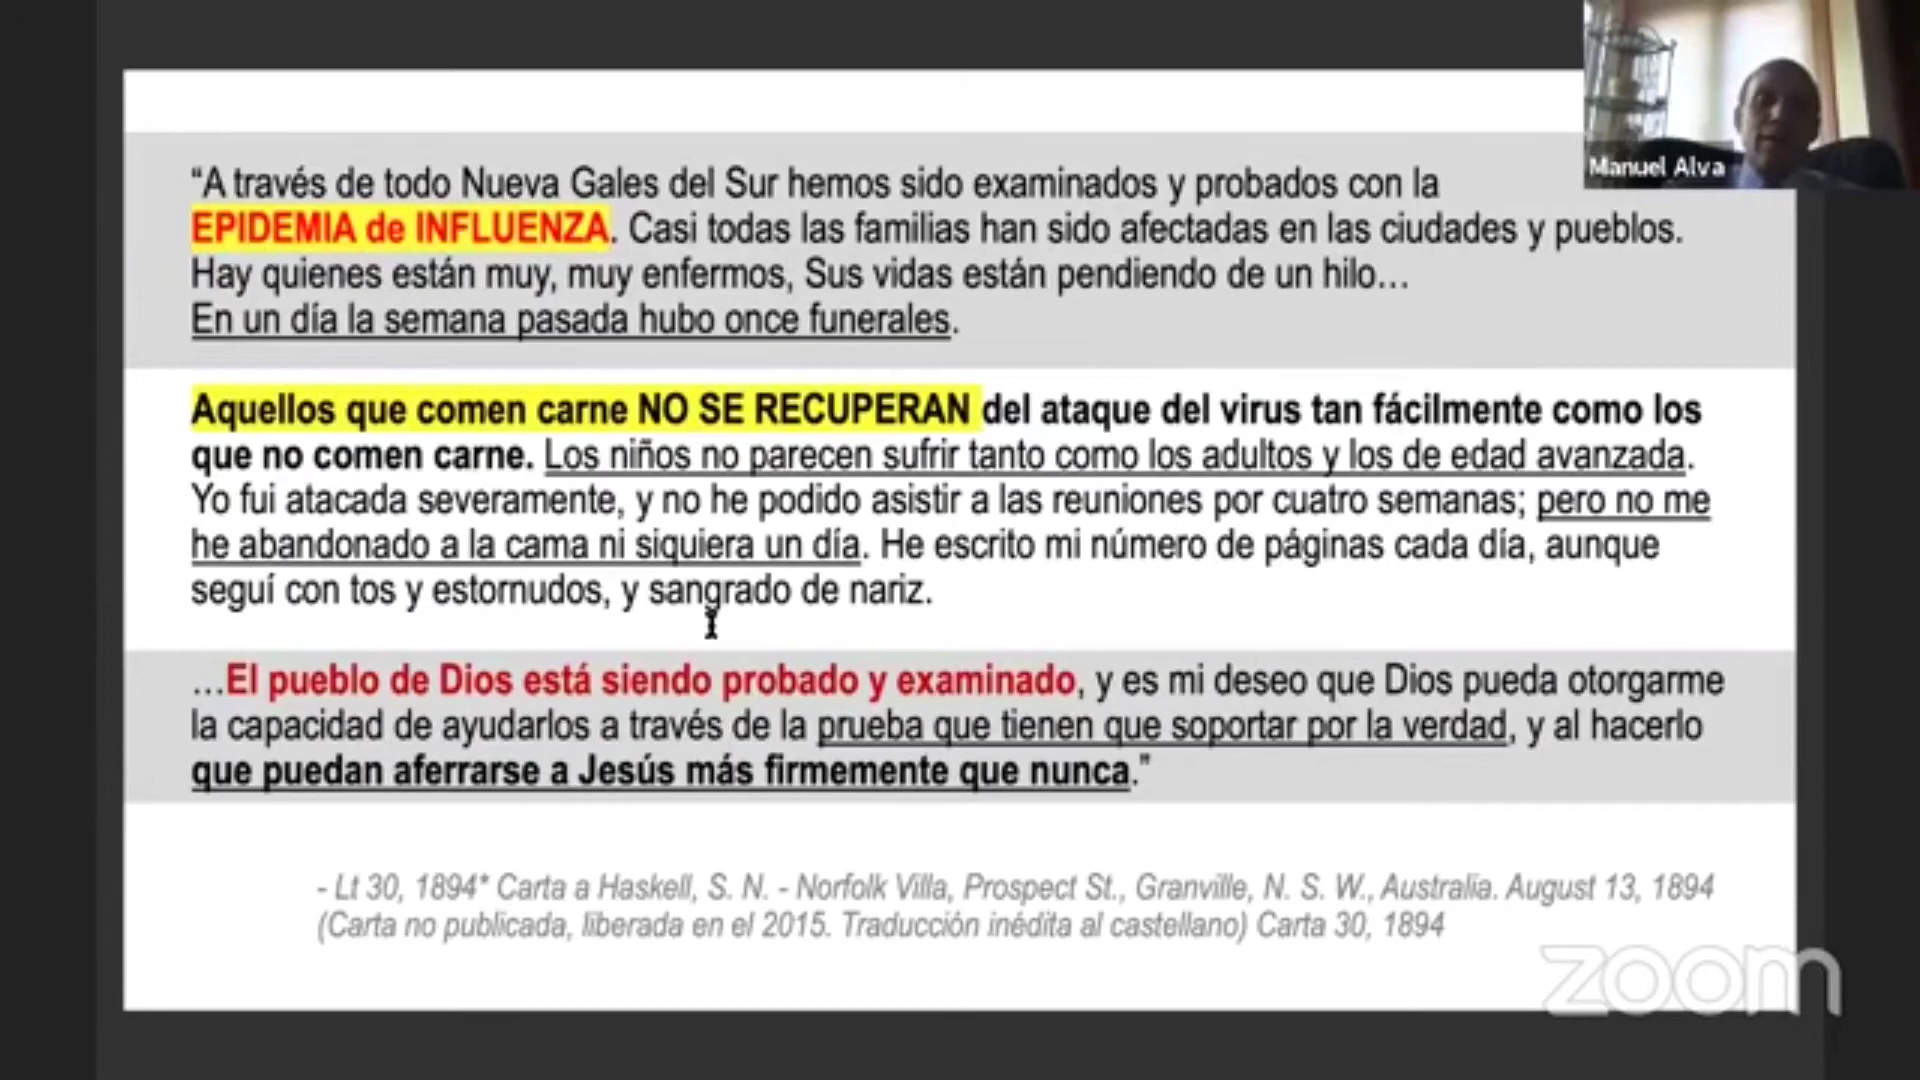 Manuel Alva
“A través de todo Nueva Gales del Sur hemos sido examinados y probados con la
EPIDEMIA de INFLUENZA. Casi todas las familias han sido afectadas en las ciudades y pueblos.
Hay quienes están muy, muy enfermos, Sus vidas están pendiendo de un hilo…
En un día la semana pasada hubo once funerales.
Aquellos que comen carne NO SE RECUPERAN del ataque del virus tan fácilmente como los
que no comen carne. Los niños no parecen sufrir tanto como los adultos y los de edad avanzada.
Yo fui atacada severamente, y no he podido asistir a las reuniones por cuatro semanas; pero no me
he abandonado a la cama ni siquiera un día. He escrito mi número de páginas cada día, aunque
seguí con tos y estornudos, y sangrado de nariz.
…El pueblo de Dios está siendo probado y examinado, y es mi deseo que Dios pueda otorgarme
la capacidad de ayudarlos a través de la prueba que tienen que soportar por la verdad, y al hacerlo
que puedan aferrarse a Jesús más firmemente que nunca.”
- Lt 30, 1894* Carta a Haskell, S. N. - Norfolk Villa, Prospect St., Granville, N. S. W., Australia. August 13, 1894
(Carta no publicada, liberada en el 2015. Traducción inédita al castellano) Carta 30, 1894
zoom